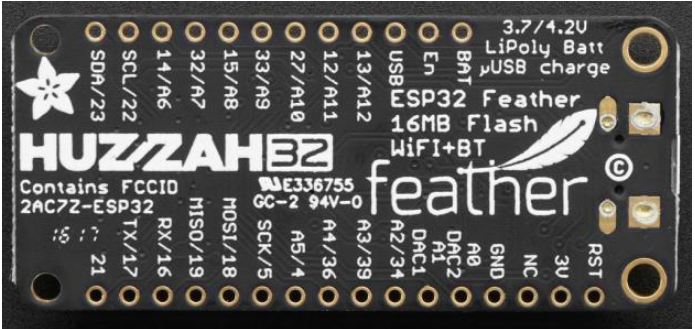 SDA/23
SCL/22
14/A6
32/A7
15/A8
33/A9
27/A10
12/A11
13/A12
USB
En
BAT
3.7/4.2V
LiPoly Batt
µUSB charge
ESP32 Feather
16MB Flash
WiFI+BT
HUZZAH32
Contains FCCID
2AC7Z-ESP32
E336755
GC-2 94V-0
feather
©
1617
21
TX/17
RX/16
MISO/19
MOSI/18
SCK/5
A5/4
A4/36
A3/39
A2/34
DAC1
A1
DAC2
A0
GND
NC
3V
RST